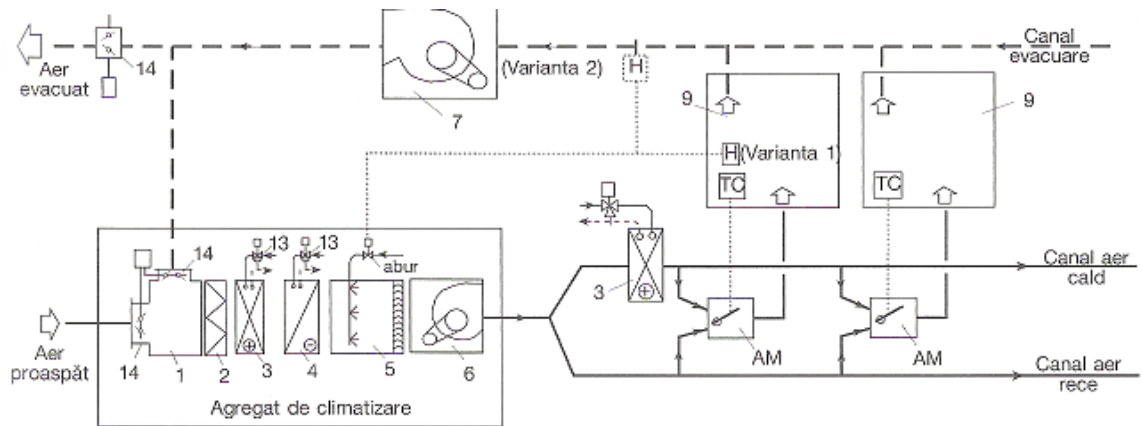 Aer
evacuat
14
7
(Varianta 2)
H
Canal
evacuare
9
H (Varianta 1)
TC
9
TC
13
13
14
abur
3
Canal aer
cald
AM
AM
Aer
proaspăt
14
1
2
3
4
5
6
Canal aer
rece
Agregat de climatizare